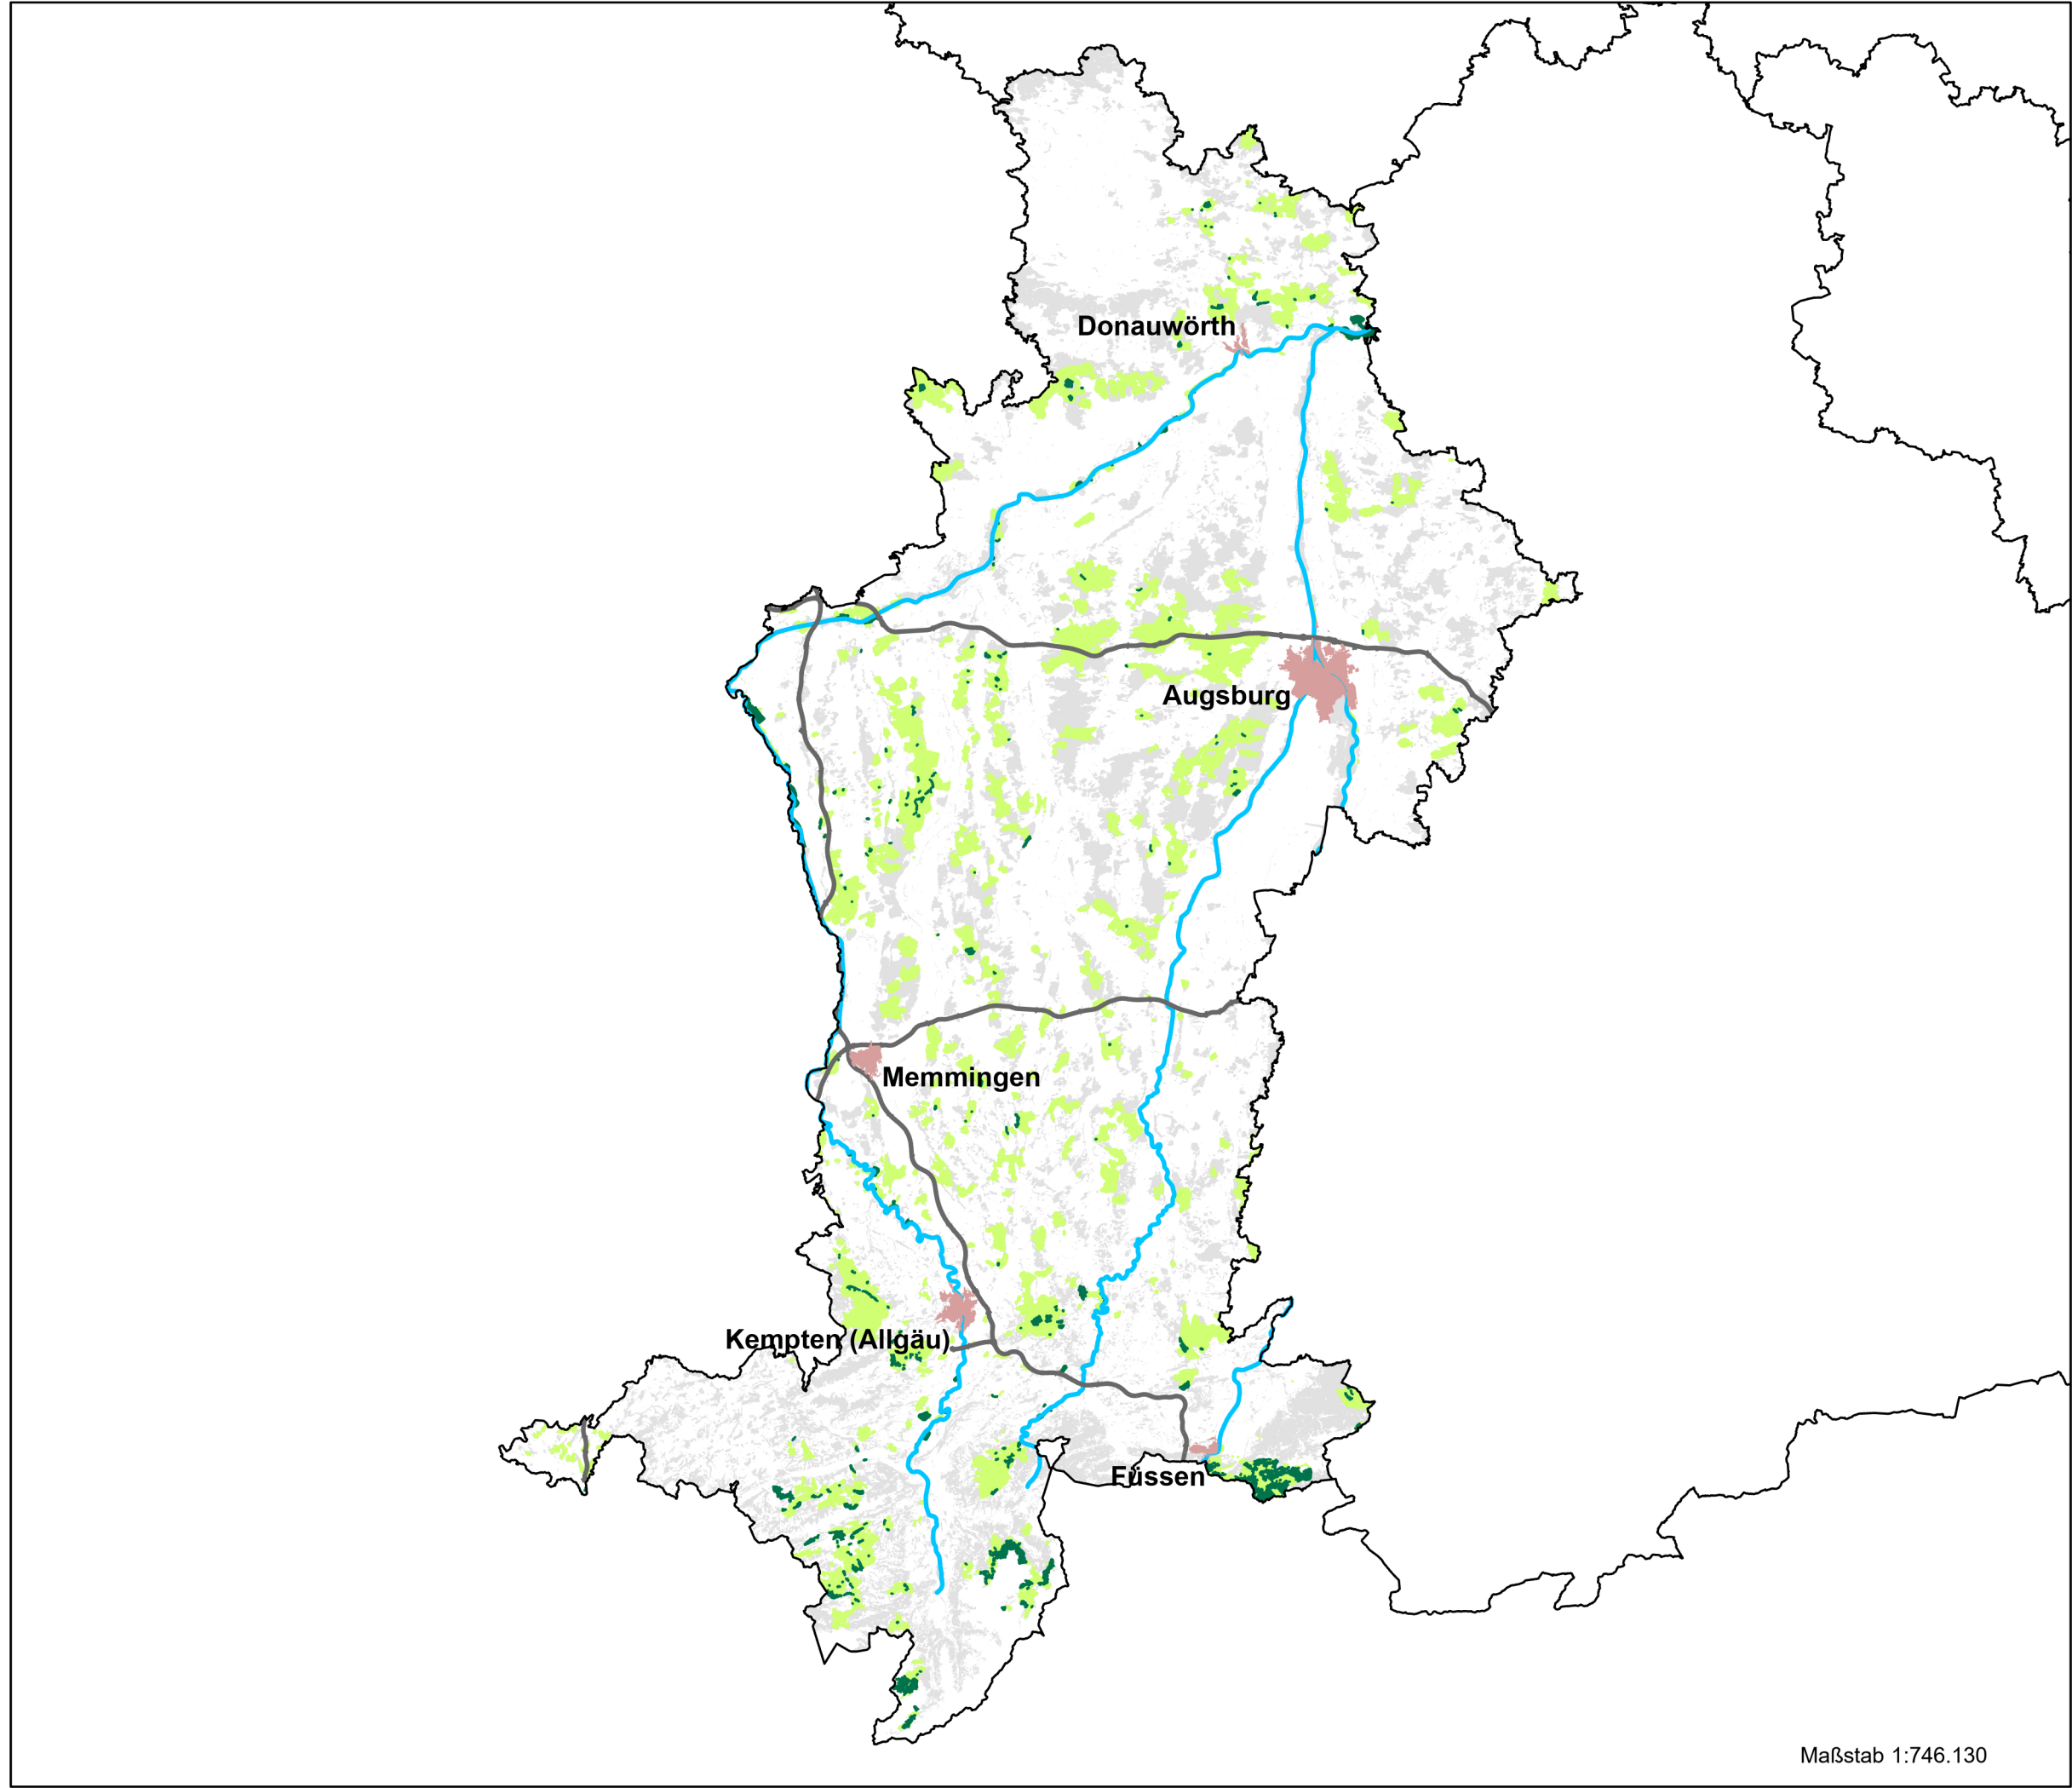 Donauwörth
Augsburg
Memmingen
Kempten (Allgäu)
Füssen
Maßstab 1:746.130